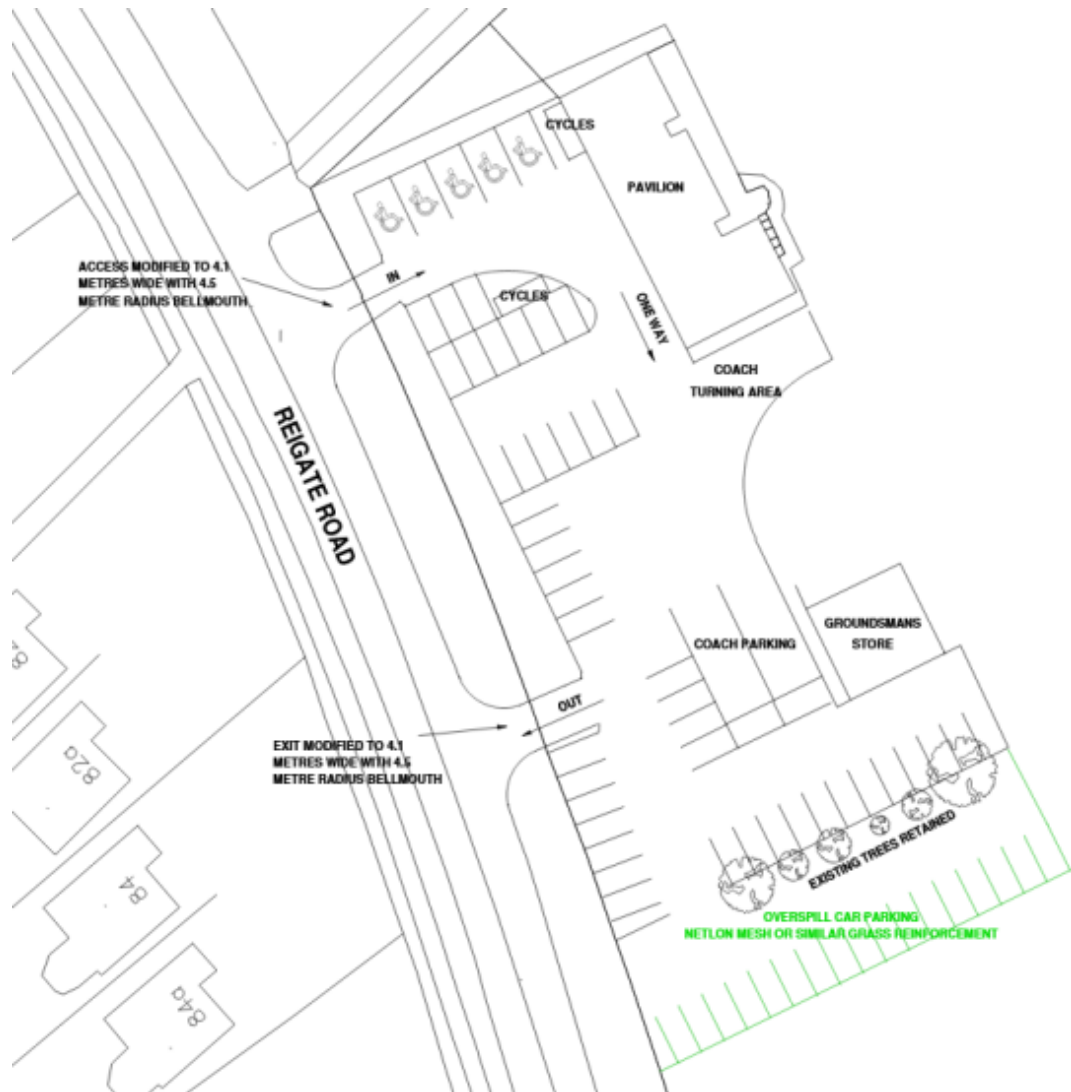 CYCLES
PAVILION
ACCESS MODIFIED TO 4.1
METRES WIDE WITH 4.5
METRE RADIUS BELLMOUTH
IN
CYCLES
ONE WAY
COACH
TURNING AREA
REIGATE ROAD
COACH PARKING
GROUNDSMANS
STORE
OUT
EXIT MODIFIED TO 4.1
METRES WIDE WITH 4.5
METRE RADIUS BELLMOUTH
82a
84
84a
EXISTING TREES RETAINED
OVERSPILL CAR PARKING
NETLON MESH OR SIMILAR GRASS REINFORCEMENT